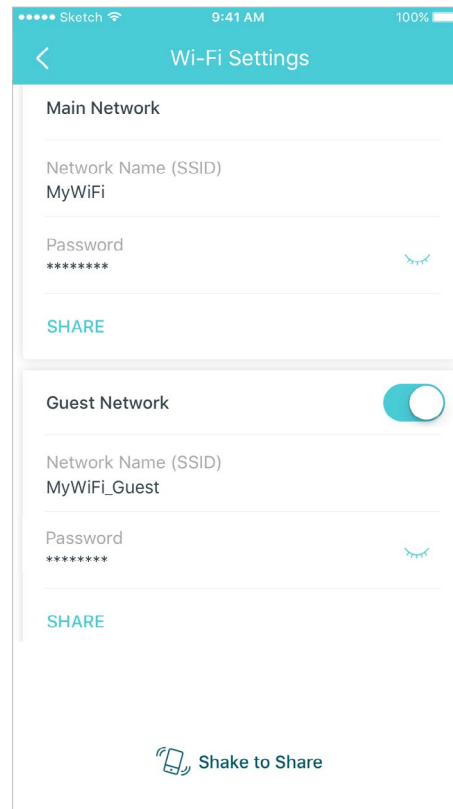 Sketch 9:41 AM 100%
Wi-Fi Settings
Main Network
Network Name (SSID)
MyWiFi
Password
********
SHARE
Guest Network
Network Name (SSID)
MyWiFi_Guest
Password
********
SHARE
Shake to Share